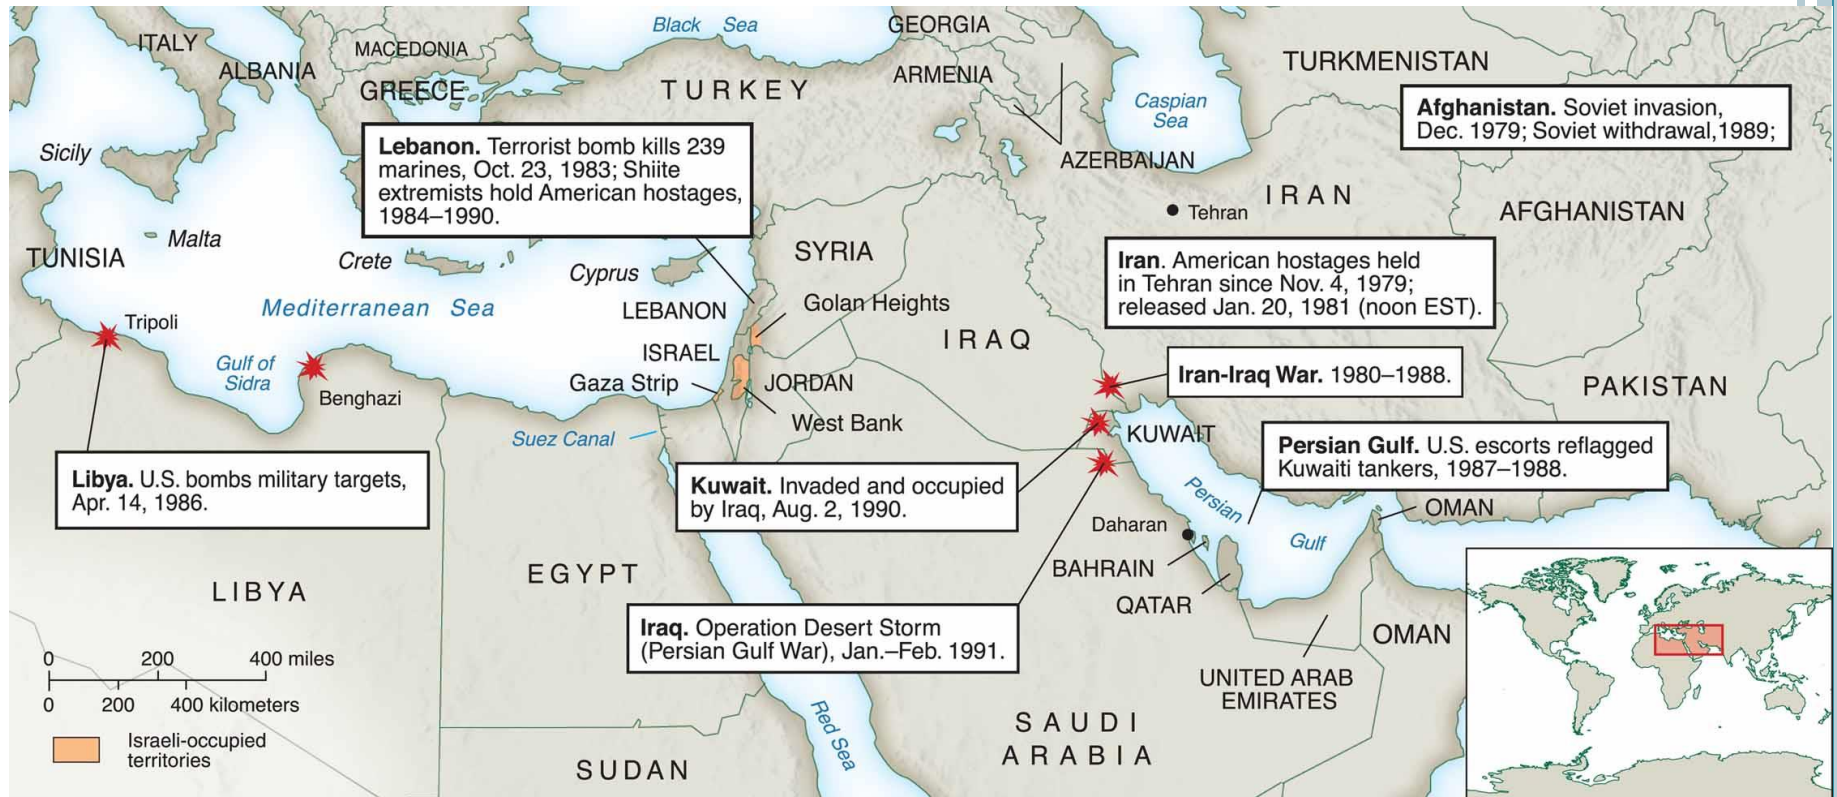 Black Sea
GEORGIA
ITALY
MACEDONIA
ALBANIA
GREECE
TURKEY
ARMENIA
TURKMENISTAN
Caspian
Sea
Afghanistan. Soviet invasion,
Dec. 1979; Soviet withdrawal,1989;
Sicily
Lebanon. Terrorist bomb kills 239
marines, Oct. 23, 1983; Shiite
extremists hold American hostages,
1984–1990.
AZERBAIJAN
IRAN
Tehran
AFGHANISTAN
Malta
TUNISIA
Crete
Cyprus
SYRIA
Iran. American hostages held
in Tehran since Nov. 4, 1979;
released Jan. 20, 1981 (noon EST).
Mediterranean Sea
LEBANON
Golan Heights
Tripoli
IRAQ
ISRAEL
Gulf of
Sidra
Gaza Strip
JORDAN
Iran-Iraq War. 1980–1988.
PAKISTAN
Benghazi
West Bank
Suez Canal
KUWAIT
Persian Gulf. U.S. escorts reflagged
Kuwaiti tankers, 1987–1988.
Libya. U.S. bombs military targets,
Apr. 14, 1986.
Kuwait. Invaded and occupied
by Iraq, Aug. 2, 1990.
Persian
Gulf
OMAN
Daharan
BAHRAIN
QATAR
EGYPT
LIBYA
Iraq. Operation Desert Storm
(Persian Gulf War), Jan.–Feb. 1991.
OMAN
UNITED ARAB
EMIRATES
0 200 400 miles
0 200 400 kilometers
Israeli-occupied
territories
Red Sea
SAUDI
ARABIA
SUDAN